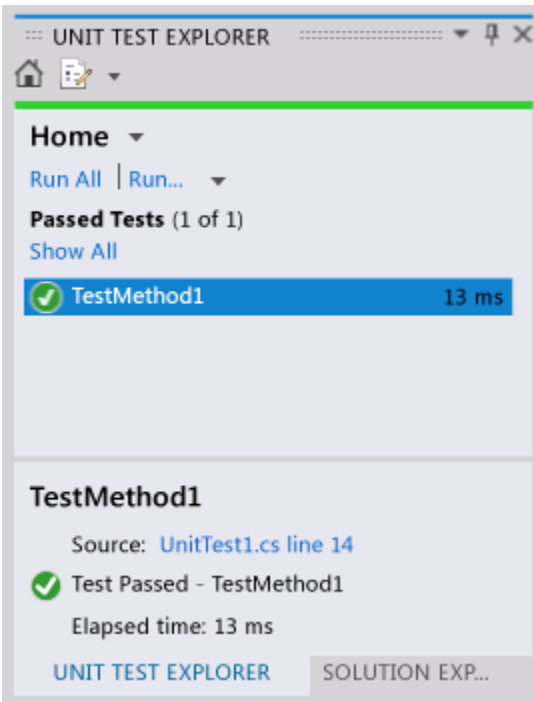 UNIT TEST EXPLORER
Home
Run All | Run...
Passed Tests (1 of 1)
Show All
TestMethod1 13 ms
TestMethod1
Source: UnitTest1.cs line 14
Test Passed - TestMethod1
Elapsed time: 13 ms
UNIT TEST EXPLORER SOLUTION EXP...